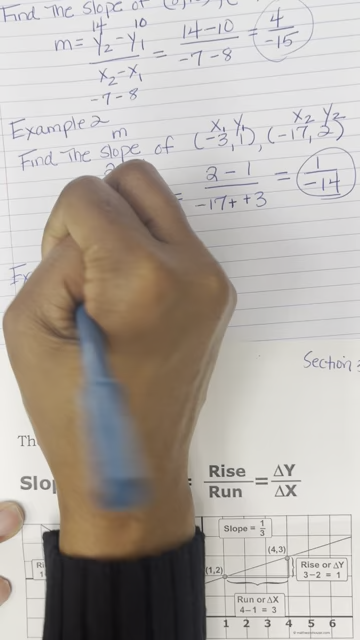 Find the slope of
14 10
m = Y₂ - Y₁ / X₂ - X₁ = 14 - 10 / -7 - 8 = 4 / -15
-7 - 8
Example 2
m X₁ Y₁ X₂ Y₂
Find the slope of (-3, 1), (-17, 2)
= 2 - 1 / -17 + +3 = 1 / -14
Section
= Rise / Run = ΔY / ΔX
Slope = 1/3
(4,3)
(1,2)
Rise or ΔY
3-2 = 1
Run or ΔX
4-1 = 3
1 2 3 4 5 6